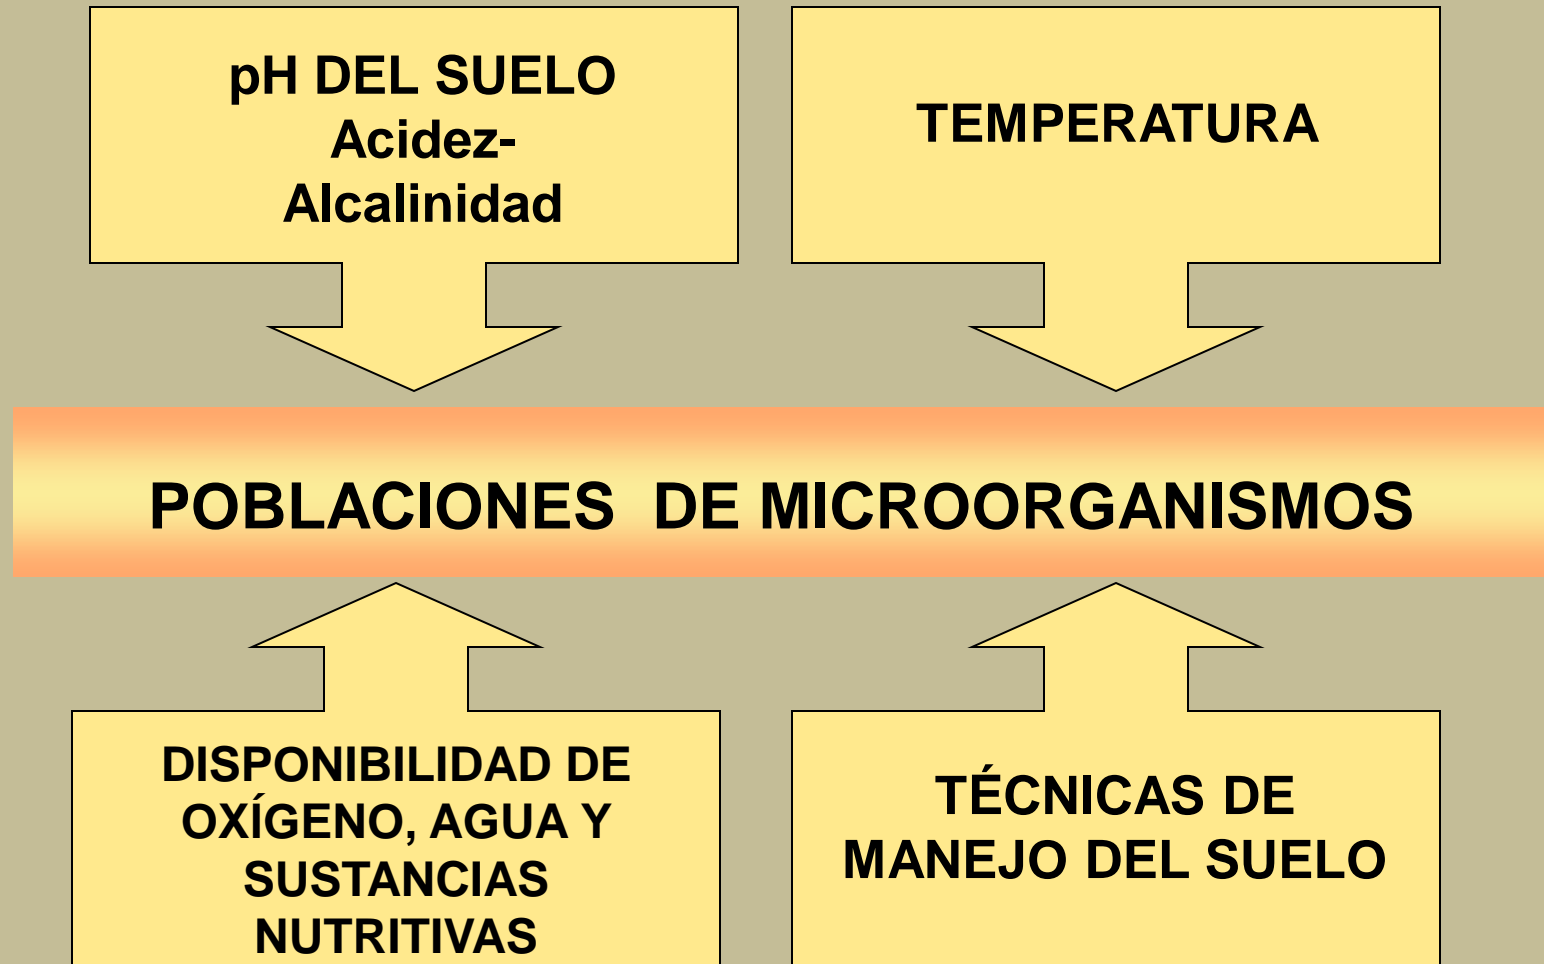 pH DEL SUELO
Acidez-
Alcalinidad
TEMPERATURA
POBLACIONES  DE MICROORGANISMOS
DISPONIBILIDAD DE
OXÍGENO, AGUA Y
SUSTANCIAS
NUTRITIVAS
TÉCNICAS DE
MANEJO DEL SUELO